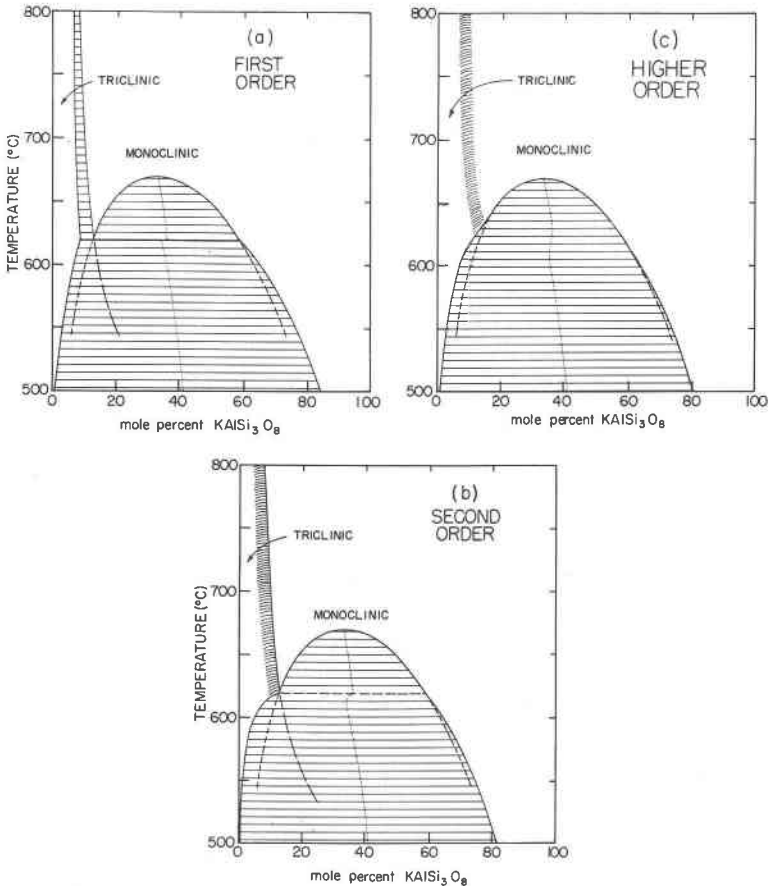 (a)
FIRST
ORDER
TRICLINIC
MONOCLINIC
TEMPERATURE (°C)
800
700
600
500
0 20 40 60 80 100
mole percent KAlSi₃O₈
(c)
HIGHER
ORDER
TRICLINIC
MONOCLINIC
800
700
600
500
0 20 40 60 80 100
mole percent KAlSi₃O₈
(b)
SECOND
ORDER
TRICLINIC
MONOCLINIC
TEMPERATURE (°C)
800
700
600
500
0 20 40 60 80 100
mole percent KAlSi₃O₈